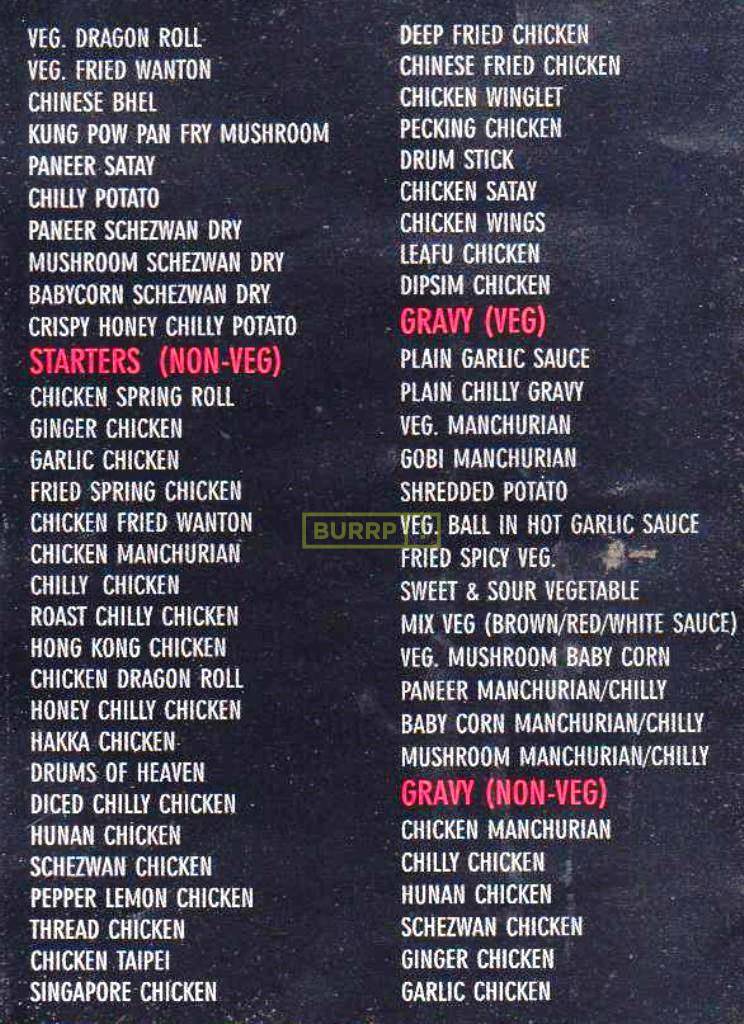 VEG. DRAGON ROLL
VEG. FRIED WANTON
CHINESE BHEL
KUNG POW PAN FRY MUSHROOM
PANEER SATAY
CHILLY POTATO
PANEER SCHEZWAN DRY
MUSHROOM SCHEZWAN DRY
BABYCORN SCHEZWAN DRY
CRISPY HONEY CHILLY POTATO
STARTERS (NON-VEG)
CHICKEN SPRING ROLL
GINGER CHICKEN
GARLIC CHICKEN
FRIED SPRING CHICKEN
CHICKEN FRIED WANTON
CHICKEN MANCHURIAN
CHILLY CHICKEN
ROAST CHILLY CHICKEN
HONG KONG CHICKEN
CHICKEN DRAGON ROLL
HONEY CHILLY CHICKEN
HAKKA CHICKEN
DRUMS OF HEAVEN
DICED CHILLY CHICKEN
HUNAN CHICKEN
SCHEZWAN CHICKEN
PEPPER LEMON CHICKEN
THREAD CHICKEN
CHICKEN TAIPEI
SINGAPORE CHICKEN
DEEP FRIED CHICKEN
CHINESE FRIED CHICKEN
CHICKEN WINGLET
PECKING CHICKEN
DRUM STICK
CHICKEN SATAY
CHICKEN WINGS
LEAFU CHICKEN
DIPSIM CHICKEN
GRAVY (VEG)
PLAIN GARLIC SAUCE
PLAIN CHILLY GRAVY
VEG. MANCHURIAN
GOBI MANCHURIAN
SHREDDED POTATO
VEG. BALL IN HOT GARLIC SAUCE
FRIED SPICY VEG.
SWEET & SOUR VEGETABLE
MIX VEG (BROWN/RED/WHITE SAUCE)
VEG. MUSHROOM BABY CORN
PANEER MANCHURIAN/CHILLY
BABY CORN MANCHURIAN/CHILLY
MUSHROOM MANCHURIAN/CHILLY
GRAVY (NON-VEG)
CHICKEN MANCHURIAN
CHILLY CHICKEN
HUNAN CHICKEN
SCHEZWAN CHICKEN
GINGER CHICKEN
GARLIC CHICKEN
BURRP